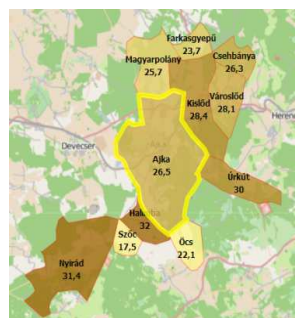 Farkasgyepű
23,7
Magyarpolány
25,7
Csehbánya
26,3
Városlőd
28,1
Kislőd
28,4
Devecser
Ajka
26,5
Úrkút
30
Halimba
32
Szőc
17,5
Öcs
22,1
Nyirád
31,4